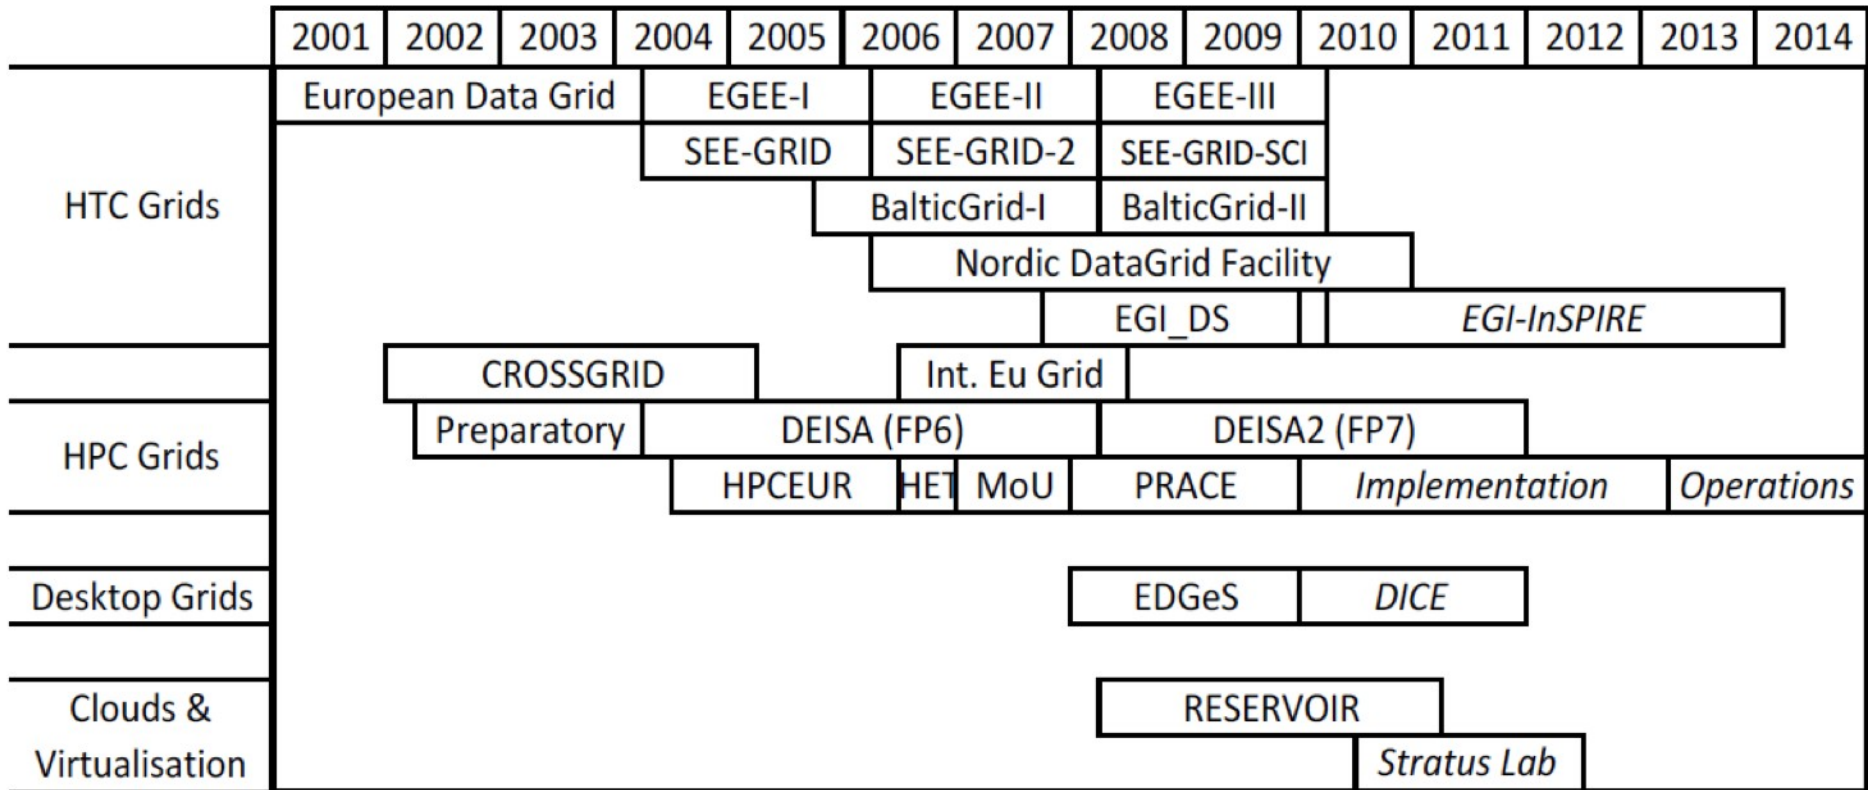 2001 2002 2003 2004 2005 2006 2007 2008 2009 2010 2011 2012 2013 2014
European Data Grid EGEE-I EGEE-II EGEE-III
SEE-GRID SEE-GRID-2 SEE-GRID-SCI
HTC Grids BalticGrid-I BalticGrid-II
Nordic DataGrid Facility
EGI_DS EGI-InSPIRE
CROSSGRID Int. Eu Grid
Preparatory DEISA (FP6) DEISA2 (FP7)
HPC Grids
HPCEUR HET MoU PRACE Implementation Operations
Desktop Grids EDGeS DICE
Clouds & RESERVOIR
Virtualisation Stratus Lab